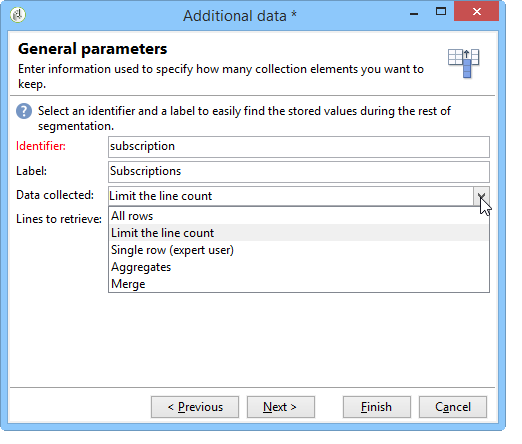 Additional data *
General parameters
Enter information used to specify how many collection elements you want to
keep.
Select an identifier and a label to easily find the stored values during the rest of
segmentation.
Identifier: subscription
Label: Subscriptions
Data collected: Limit the line count
Lines to retrieve:
All rows
Limit the line count
Single row (expert user)
Aggregates
Merge
< Previous Next > Finish Cancel